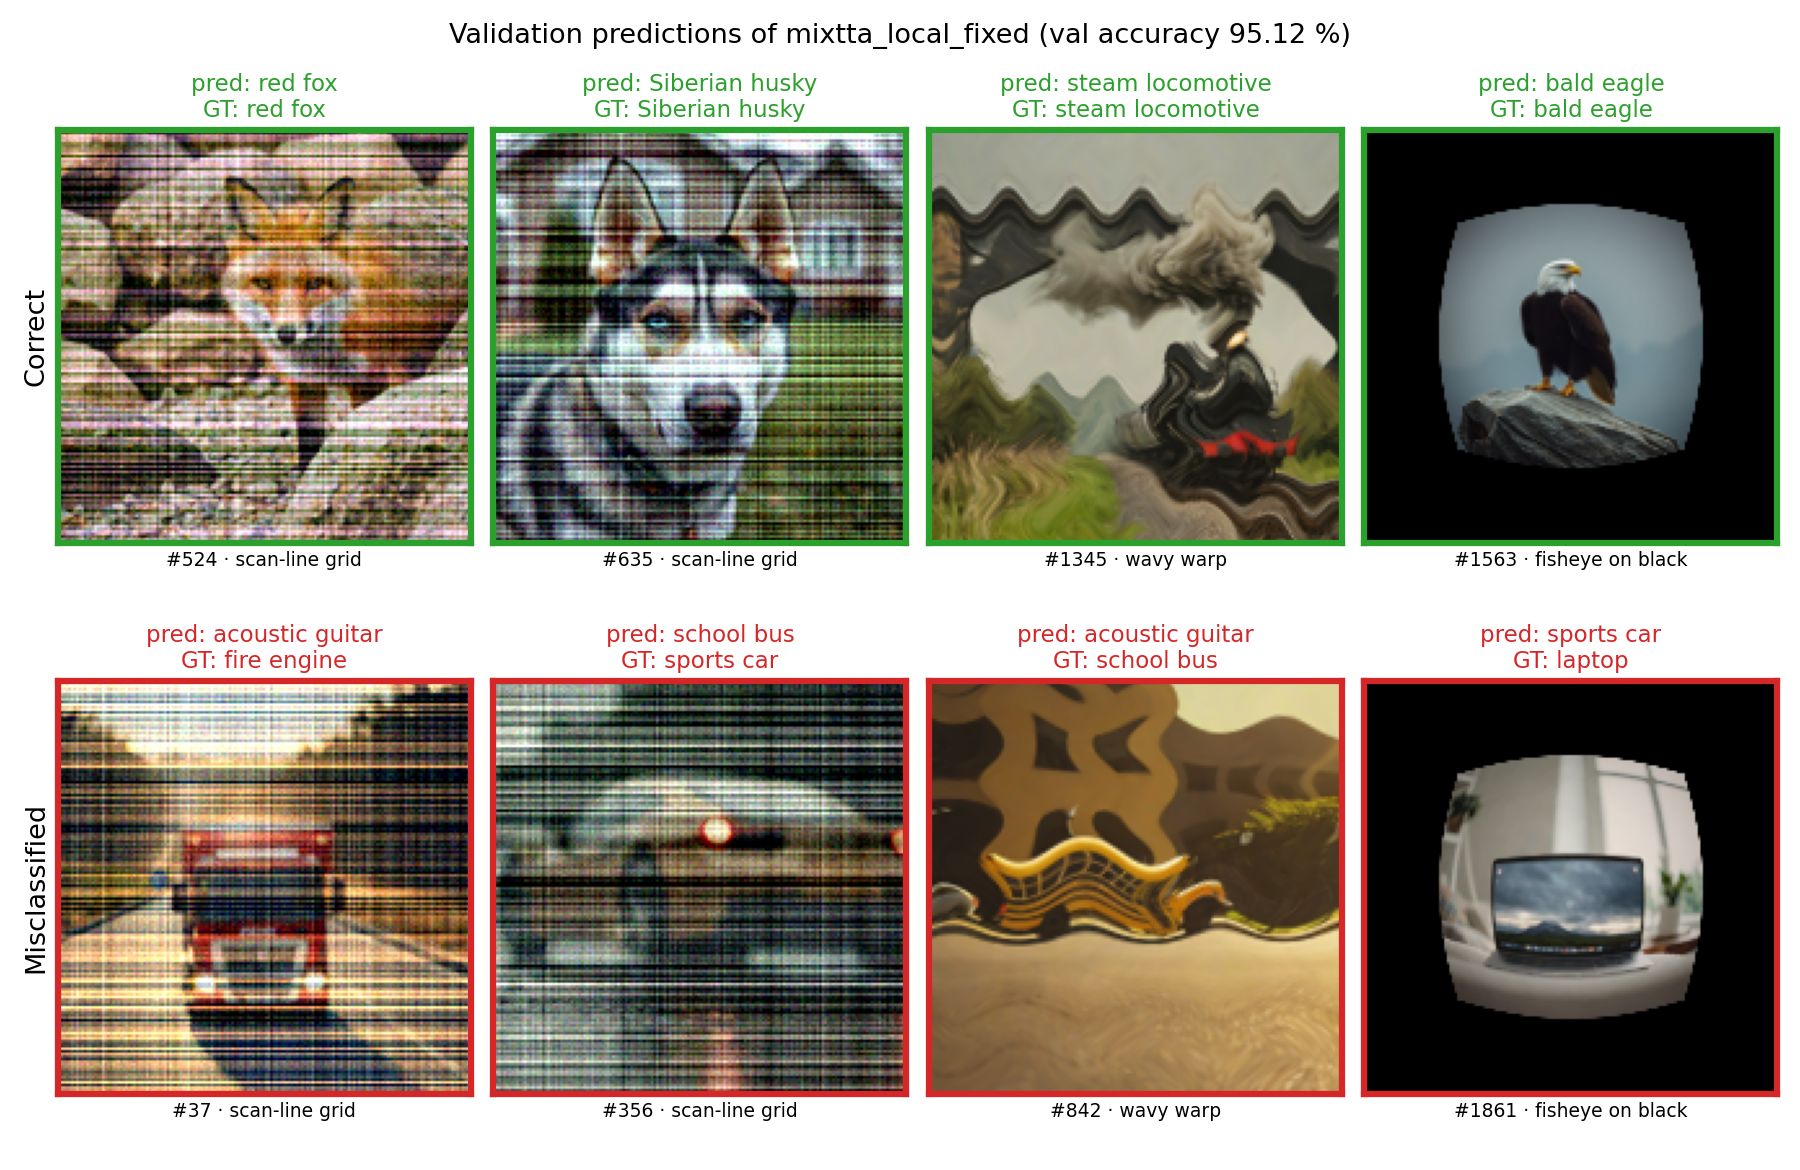 Validation predictions of mixtta_local_fixed (val accuracy 95.12 %)
Correct
pred: red fox
GT: red fox
#524 · scan-line grid
pred: Siberian husky
GT: Siberian husky
#635 · scan-line grid
pred: steam locomotive
GT: steam locomotive
#1345 · wavy warp
pred: bald eagle
GT: bald eagle
#1563 · fisheye on black
Misclassified
pred: acoustic guitar
GT: fire engine
#37 · scan-line grid
pred: school bus
GT: sports car
#356 · scan-line grid
pred: acoustic guitar
GT: school bus
#842 · wavy warp
pred: sports car
GT: laptop
#1861 · fisheye on black